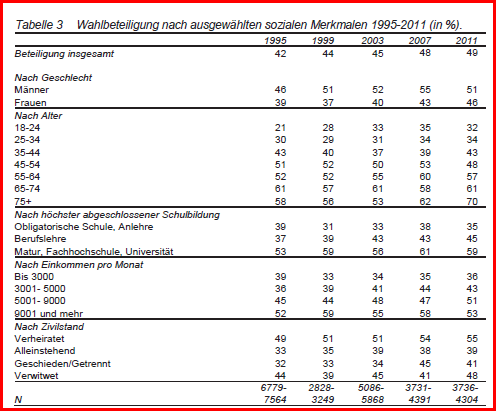 Tabelle 3 Wahlbeteiligung nach ausgewählten sozialen Merkmalen 1995-2011 (in %).
1995 1999 2003 2007 2011
Beteiligung insgesamt 42 44 45 48 49
Nach Geschlecht
Männer 46 51 52 55 51
Frauen 39 37 40 43 46
Nach Alter
18-24 21 28 33 35 32
25-34 30 29 31 34 34
35-44 43 40 37 39 43
45-54 51 52 50 53 48
55-64 52 52 55 60 57
65-74 61 57 61 58 61
75+ 58 56 53 62 70
Nach höchster abgeschlossener Schulbildung
Obligatorische Schule, Anlehre 39 31 33 38 35
Berufslehre 37 39 43 43 45
Matur, Fachhochschule, Universität 53 59 56 61 59
Nach Einkommen pro Monat
Bis 3000 39 33 34 35 36
3001- 5000 36 39 41 44 43
5001- 9000 45 44 48 47 51
9001 und mehr 52 59 55 58 53
Nach Zivilstand
Verheiratet 49 51 51 54 55
Alleinstehend 33 35 39 38 39
Geschieden/Getrennt 32 33 34 45 41
Verwitwet 44 39 45 41 48
6779- 2828- 5086- 3731- 3736-
N 7564 3249 5868 4391 4304